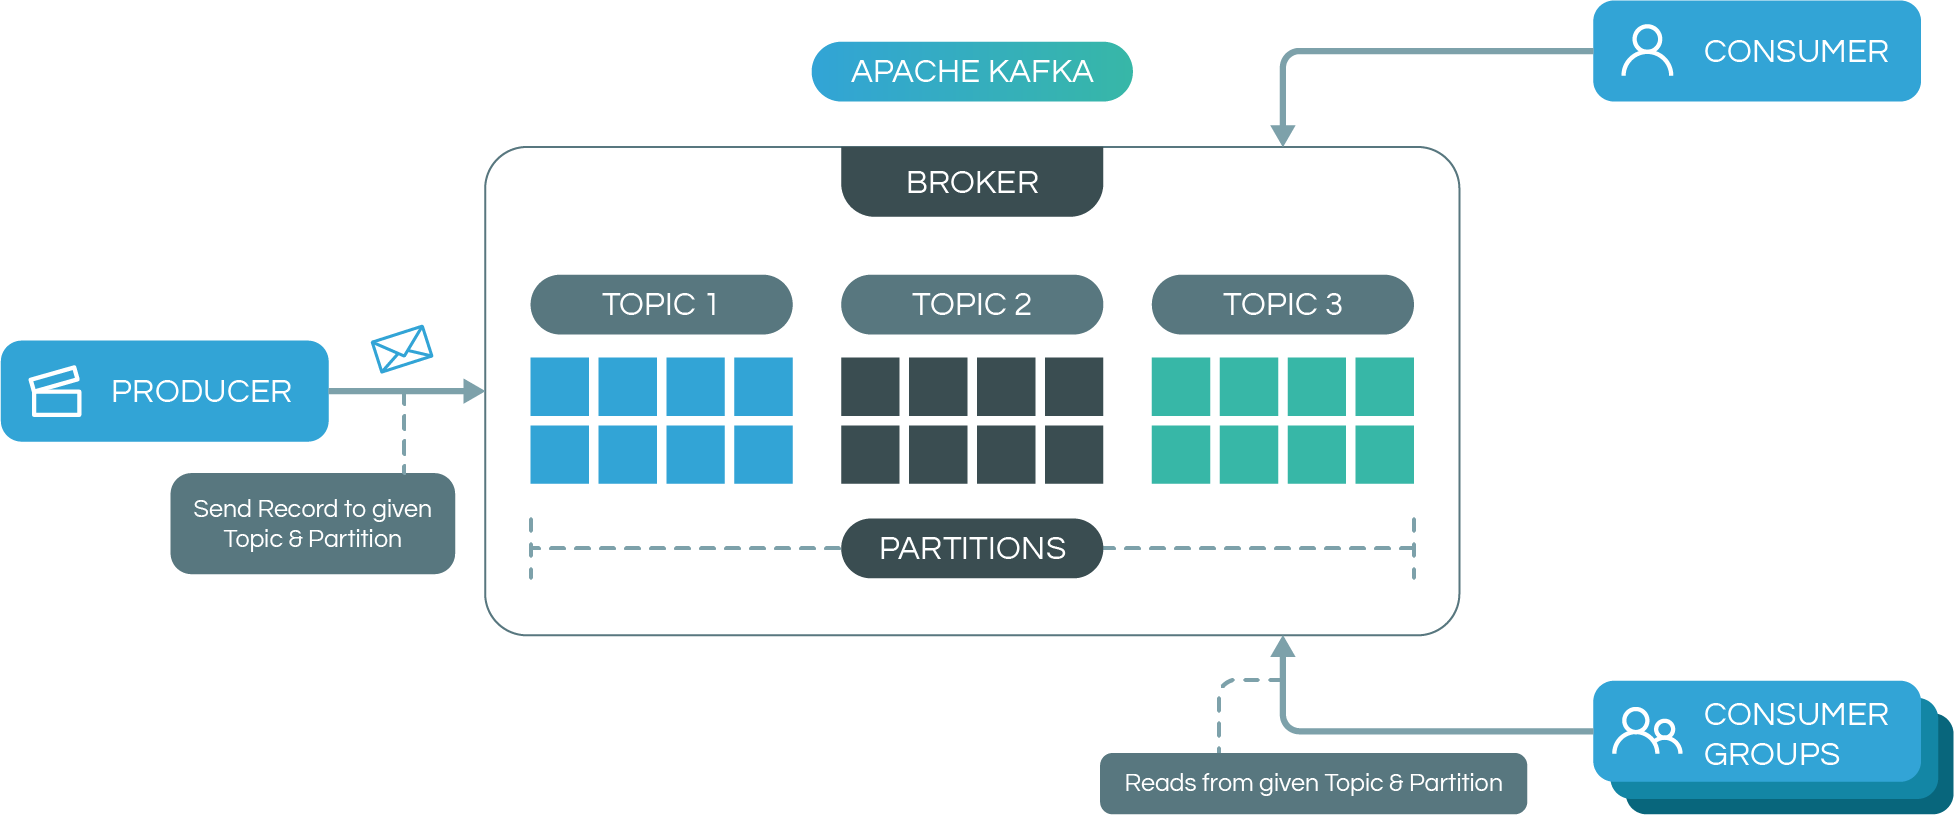 APACHE KAFKA
CONSUMER
BROKER
TOPIC 1
TOPIC 2
TOPIC 3
PRODUCER
Send Record to given
Topic & Partition
PARTITIONS
CONSUMER
GROUPS
Reads from given Topic & Partition